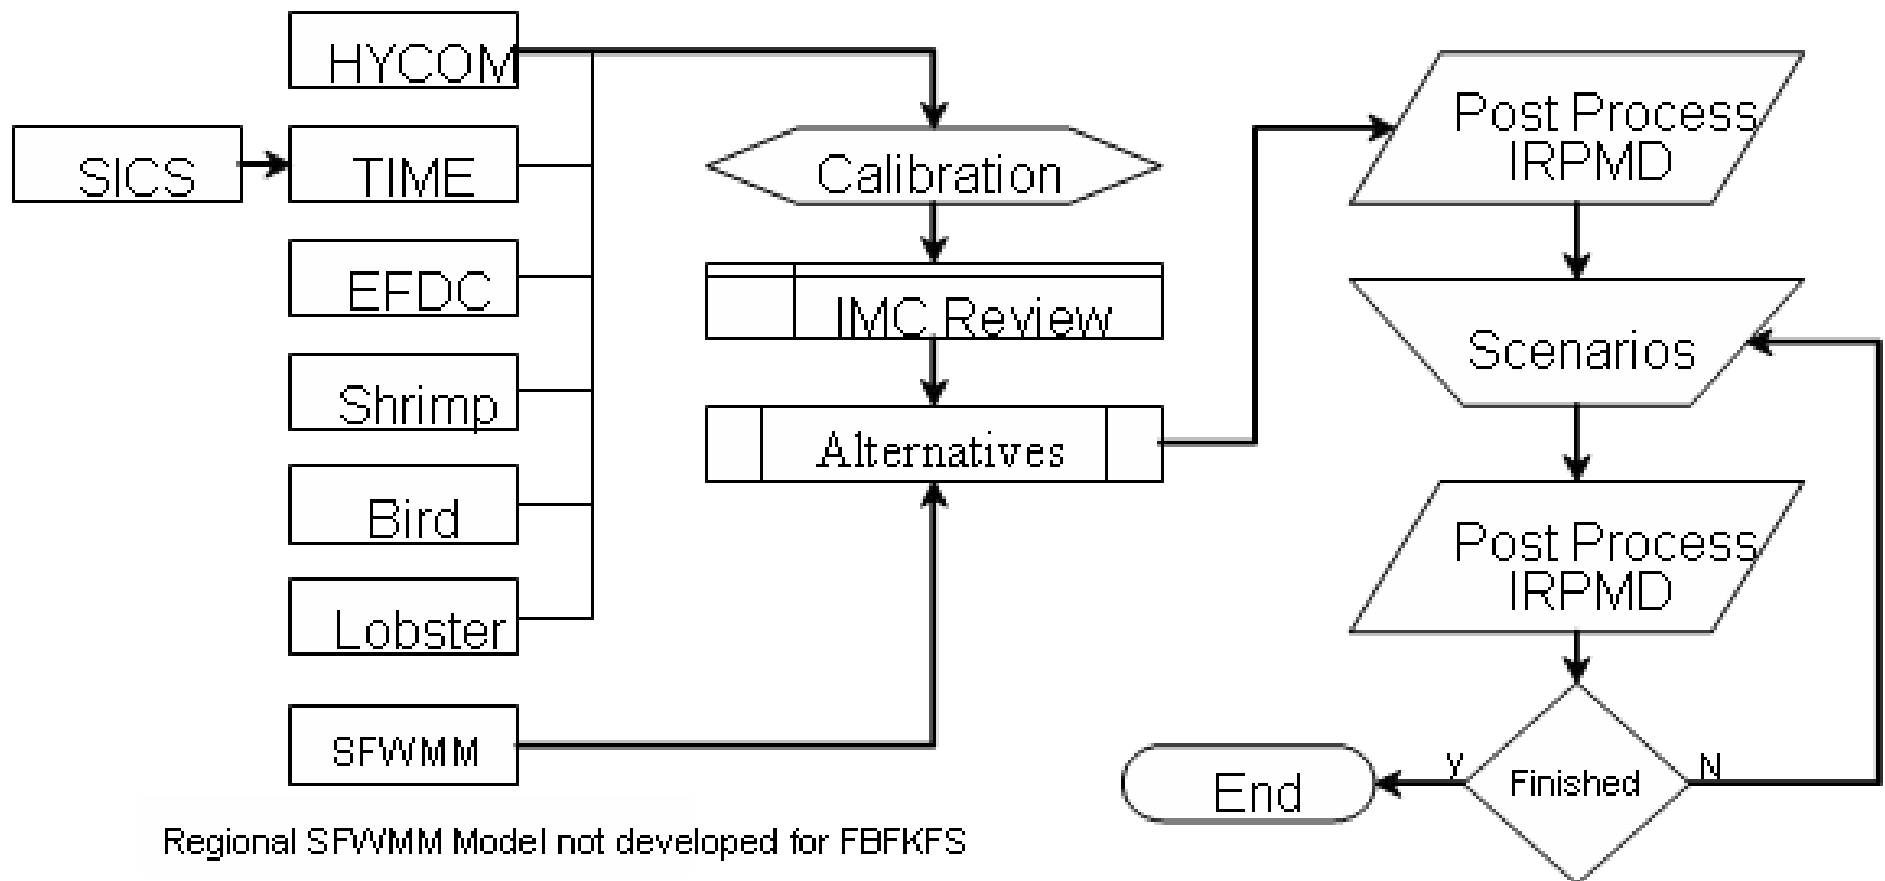 HYCOM
SICS
TIME
EFDC
Shrimp
Bird
Lobster
SFWMM
Regional SFWMM Model not developed for FBFKFS
Calibration
IMC Review
Alternatives
Post Process
IRPMD
Scenarios
Post Process
IRPMD
Finished
Y
N
End